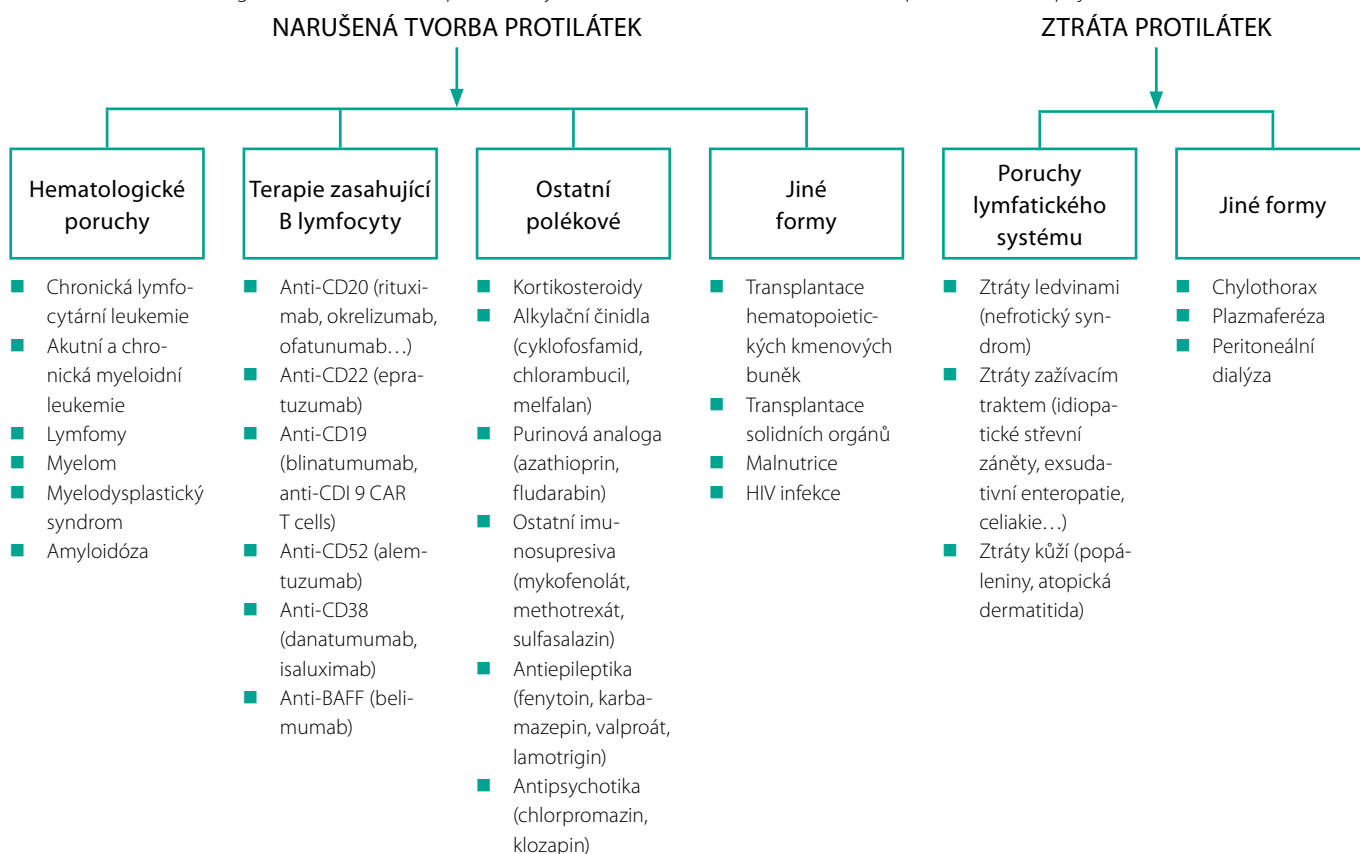 NARUŠENÁ TVORBA PROTILÁTEK
ZTRÁTA PROTILÁTEK
Hematologické
poruchy
Chronická lymfo-
cytární leukemie
Akutní a chro-
nická myeloidní
leukemie
Lymfomy
Myelom
Myelodysplastický
syndrom
Amyloidóza
Terapie zasahující
B lymfocyty
Anti-CD20 (rituxi-
mab, okrelizumab,
ofatunumab…)
Anti-CD22 (epra-
tuzumab)
Anti-CD19
(blinatumumab,
anti-CDI 9 CAR
T cells)
Anti-CD52 (alem-
tuzumab)
Anti-CD38
(danatumumab,
isaluximab)
Anti-BAFF (beli-
mumab)
Ostatní
polékové
Kortikosteroidy
Alkylační činidla
(cyklofosfamid,
chlorambucil,
melfalan)
Purinová analoga
(azathioprin,
fludarabin)
Ostatní imu-
nosupresiva
(mykofenolát,
methotrexát,
sulfasalazin)
Antiepileptika
(fenytoin, karba-
mazepin, valproát,
lamotrigin)
Antipsychotika
(chlorpromazin,
klozapin)
Jiné
formy
Transplantace
hematopoietic-
kých kmenových
buněk
Transplantace
solidních orgánů
Malnutrice
HIV infekce
Poruchy
lymfatického
systému
Ztráty ledvinami
(nefrotický syn-
drom)
Ztráty zažívacím
traktem (idiopa-
tické střevní
záněty, exsuda-
tivní enteropatie,
celiakie…)
Ztráty kůží (popá-
leniny, atopická
dermatitida)
Jiné formy
Chylothorax
Plazmaferéza
Peritoneální
dialýza